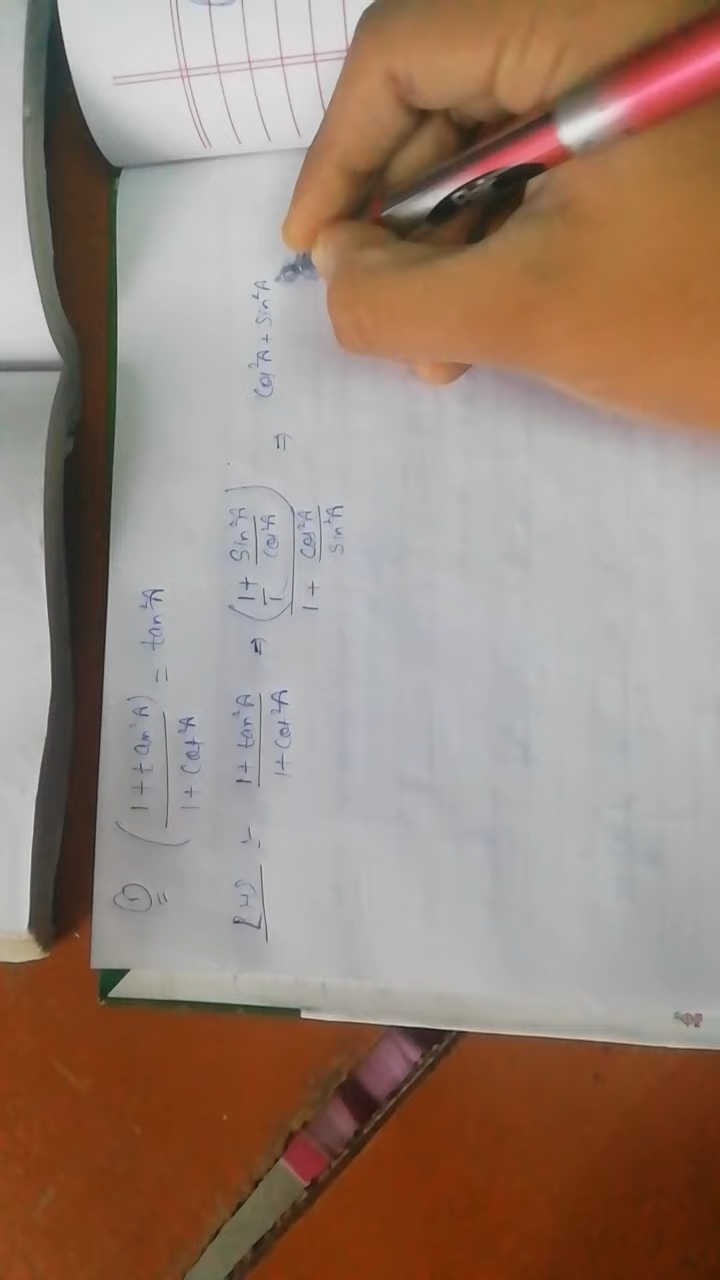 ① (1+tan²A) / 1+cot²A = tan²A
LHS :- 1+tan²A / 1+cot²A ⇒ (1/1 + sin²A/cos²A) / 1 + cos²A/sin²A ⇒ cos²A + sin²A